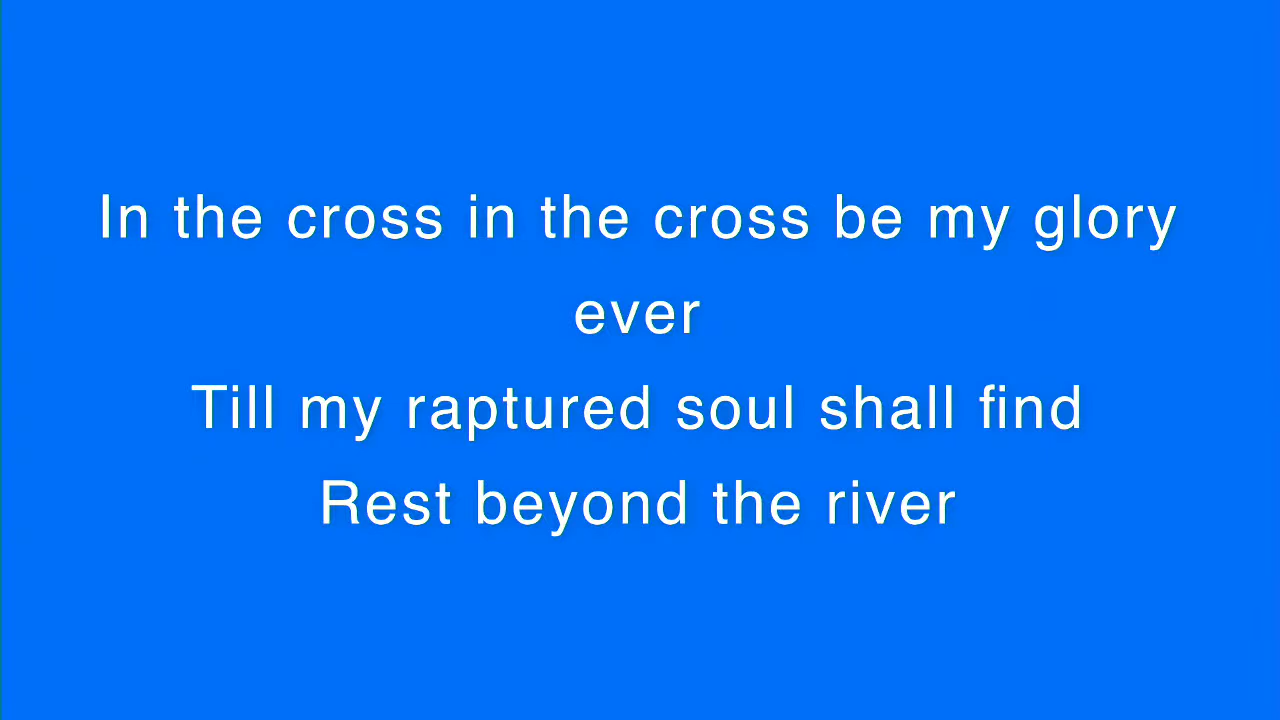 In the cross in the cross be my glory
ever
Till my raptured soul shall find
Rest beyond the river